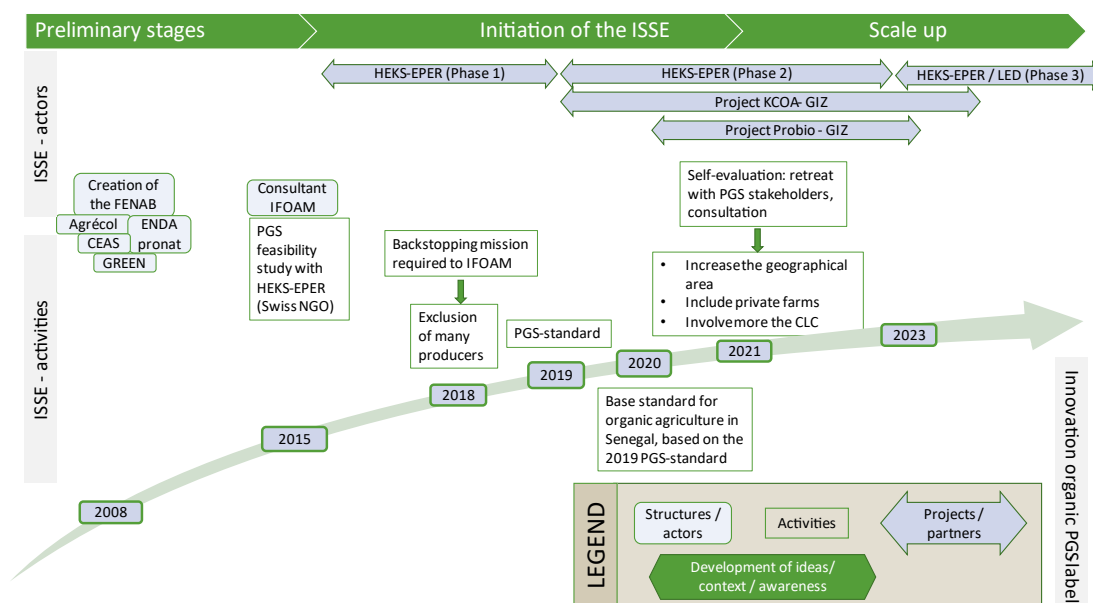 Preliminary stages
Initiation of the ISSE
Scale up
ISSE - actors
HEKS-EPER (Phase 1)
HEKS-EPER (Phase 2)
HEKS-EPER / LED (Phase 3)
Project KCOA- GIZ
Project Probio - GIZ
Creation of
the FENAB
Agrécol
ENDA
pronat
CEAS
GREEN
Consultant
IFOAM
PGS
feasibility
study with
HEKS-EPER
(Swiss NGO)
Self-evaluation: retreat
with PGS stakeholders,
consultation
ISSE - activities
Backstopping mission
required to IFOAM
• Increase the geographical
area
• Include private farms
• Involve more the CLC
Exclusion
of many
producers
PGS-standard
2008
2015
2018
2019
2020
2021
2023
Base standard for
organic agriculture in
Senegal, based on the
2019 PGS-standard
Innovation organic PGS label
LEGEND
Structures /
actors
Activities
Projects /
partners
Development of ideas/
context / awareness